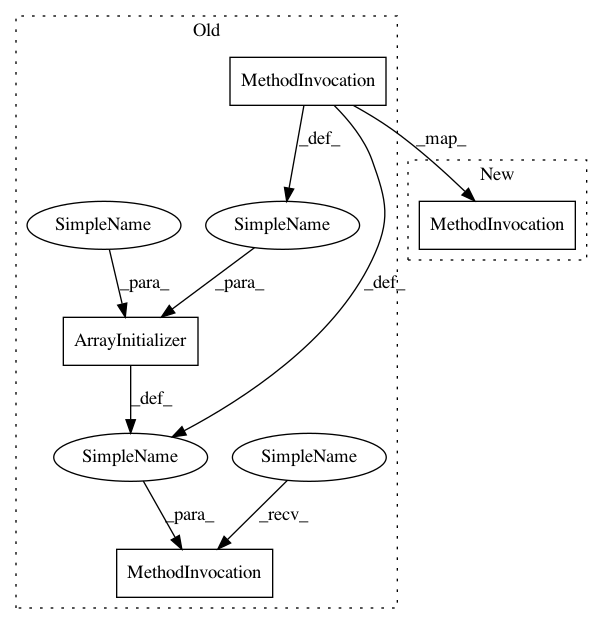 Old
MethodInvocation
_def_
_map_
New
SimpleName
SimpleName
MethodInvocation
_para_
_para_
_def_
ArrayInitializer
_def_
SimpleName
SimpleName
_para_
_recv_
MethodInvocation